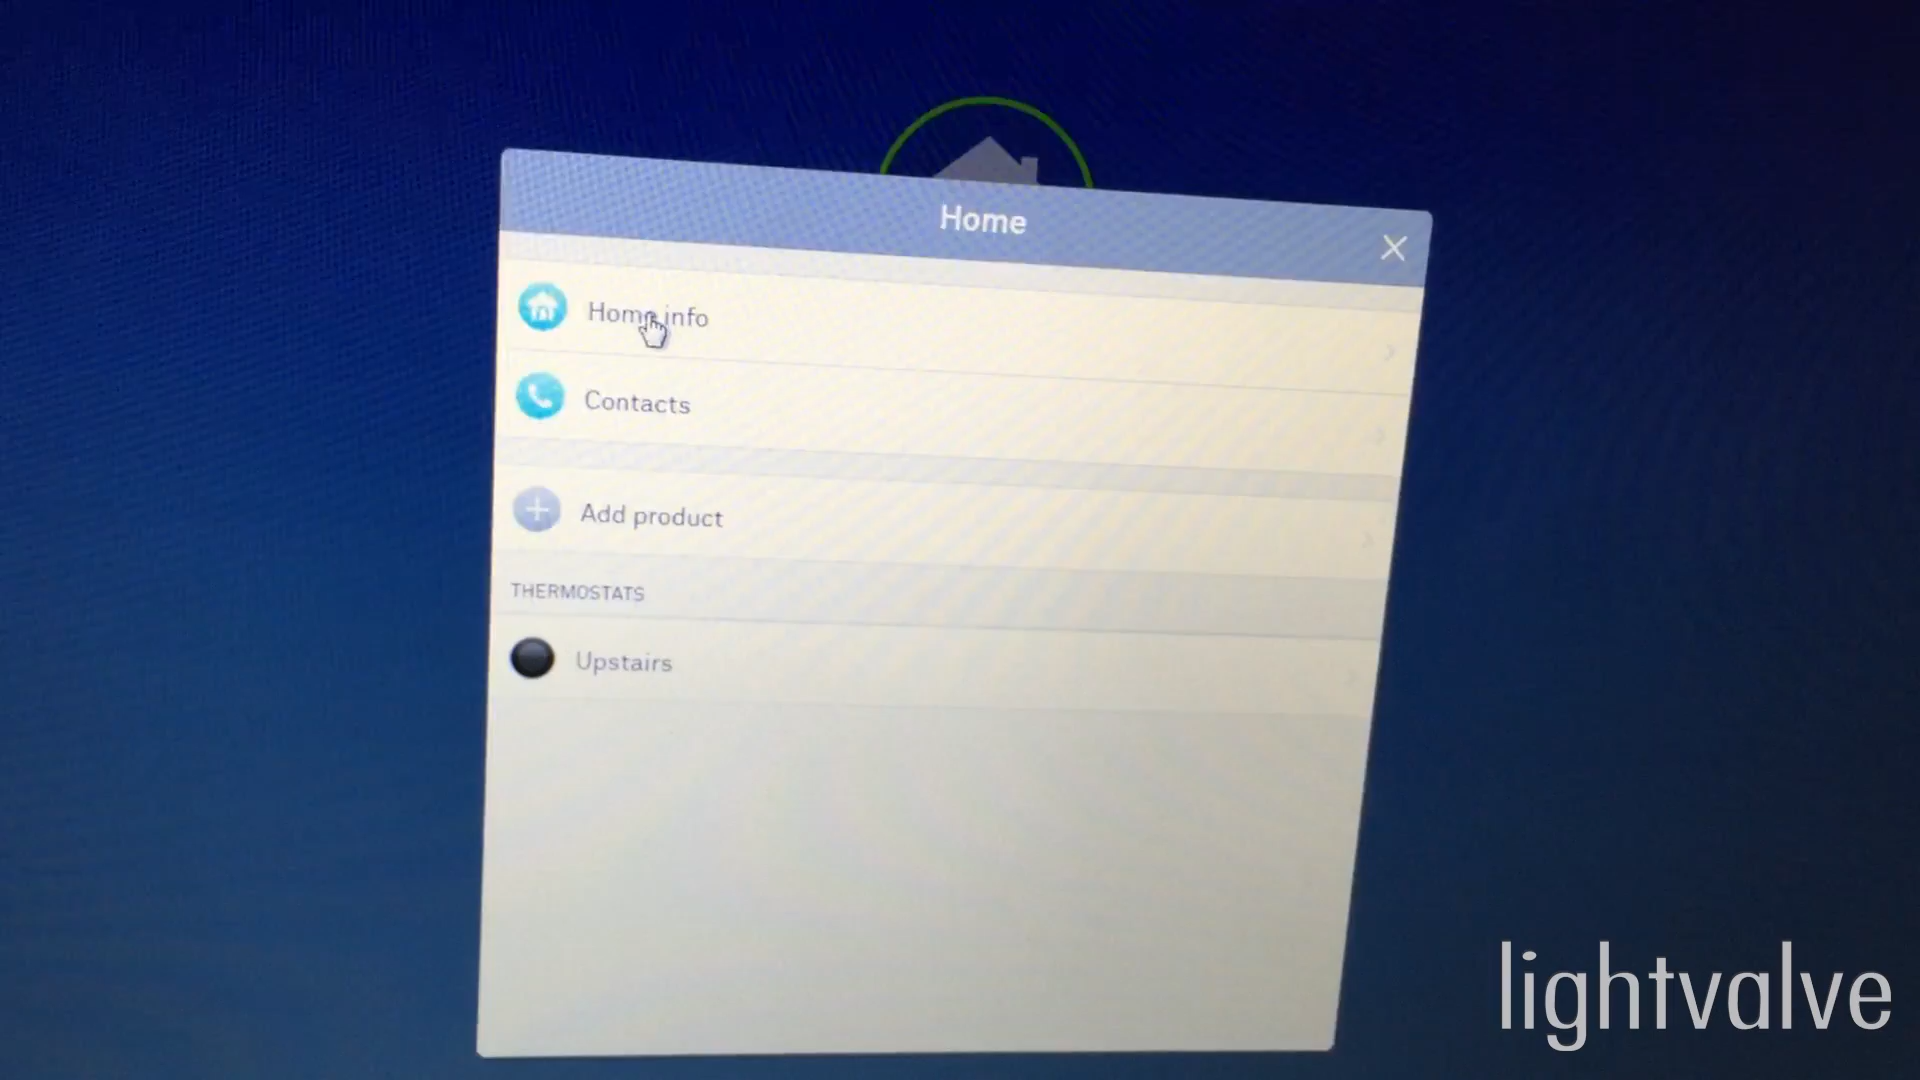 Home
Home info
Contacts
Add product
THERMOSTATS
Upstairs
lightvalve